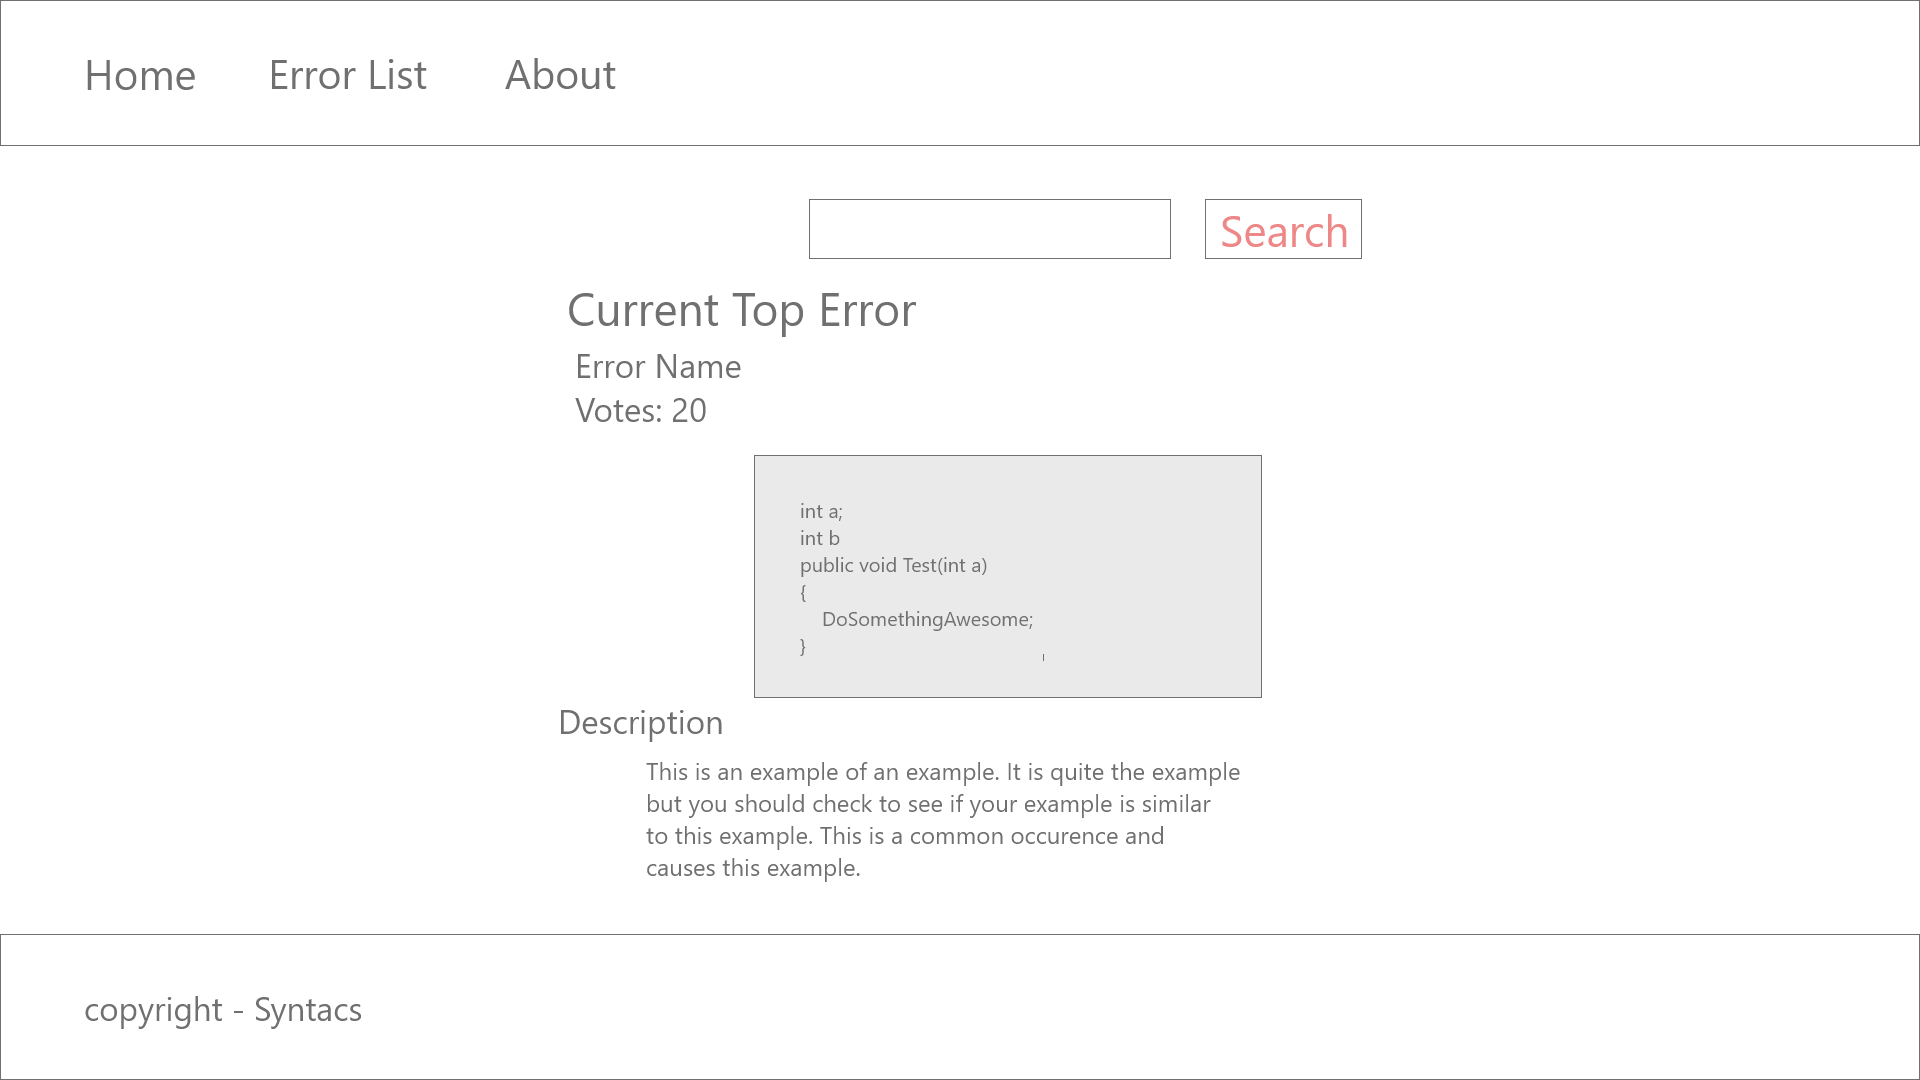 Home Error List About
Search
Current Top Error
Error Name
Votes: 20
int a;
int b
public void Test(int a)
{
DoSomethingAwesome;
}
Description
This is an example of an example. It is quite the example
but you should check to see if your example is similar
to this example. This is a common occurence and
causes this example.
copyright - Syntacs